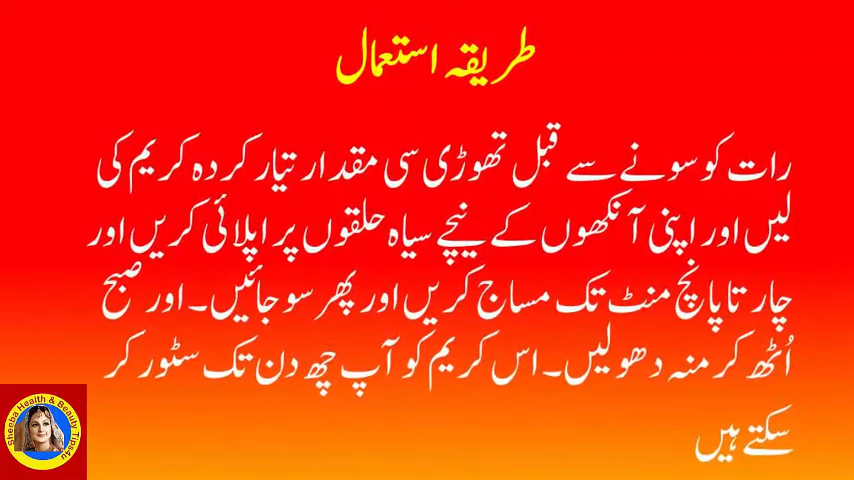 طریقہ استعمال
رات کو سونے سے قبل تھوڑی سی مقدار تیار کردہ کریم کی
لیں اور اپنی آنکھوں کے نیچے سیاہ حلقوں پر اپلائی کریں اور
چار تا پانچ منٹ تک مساج کریں اور پھر سو جائیں۔ اور صبح
اُٹھ کر منہ دھولیں۔ اس کریم کو آپ چھ دن تک سٹور کر
سکتے ہیں
Sheeba Health & Beauty Tips4u